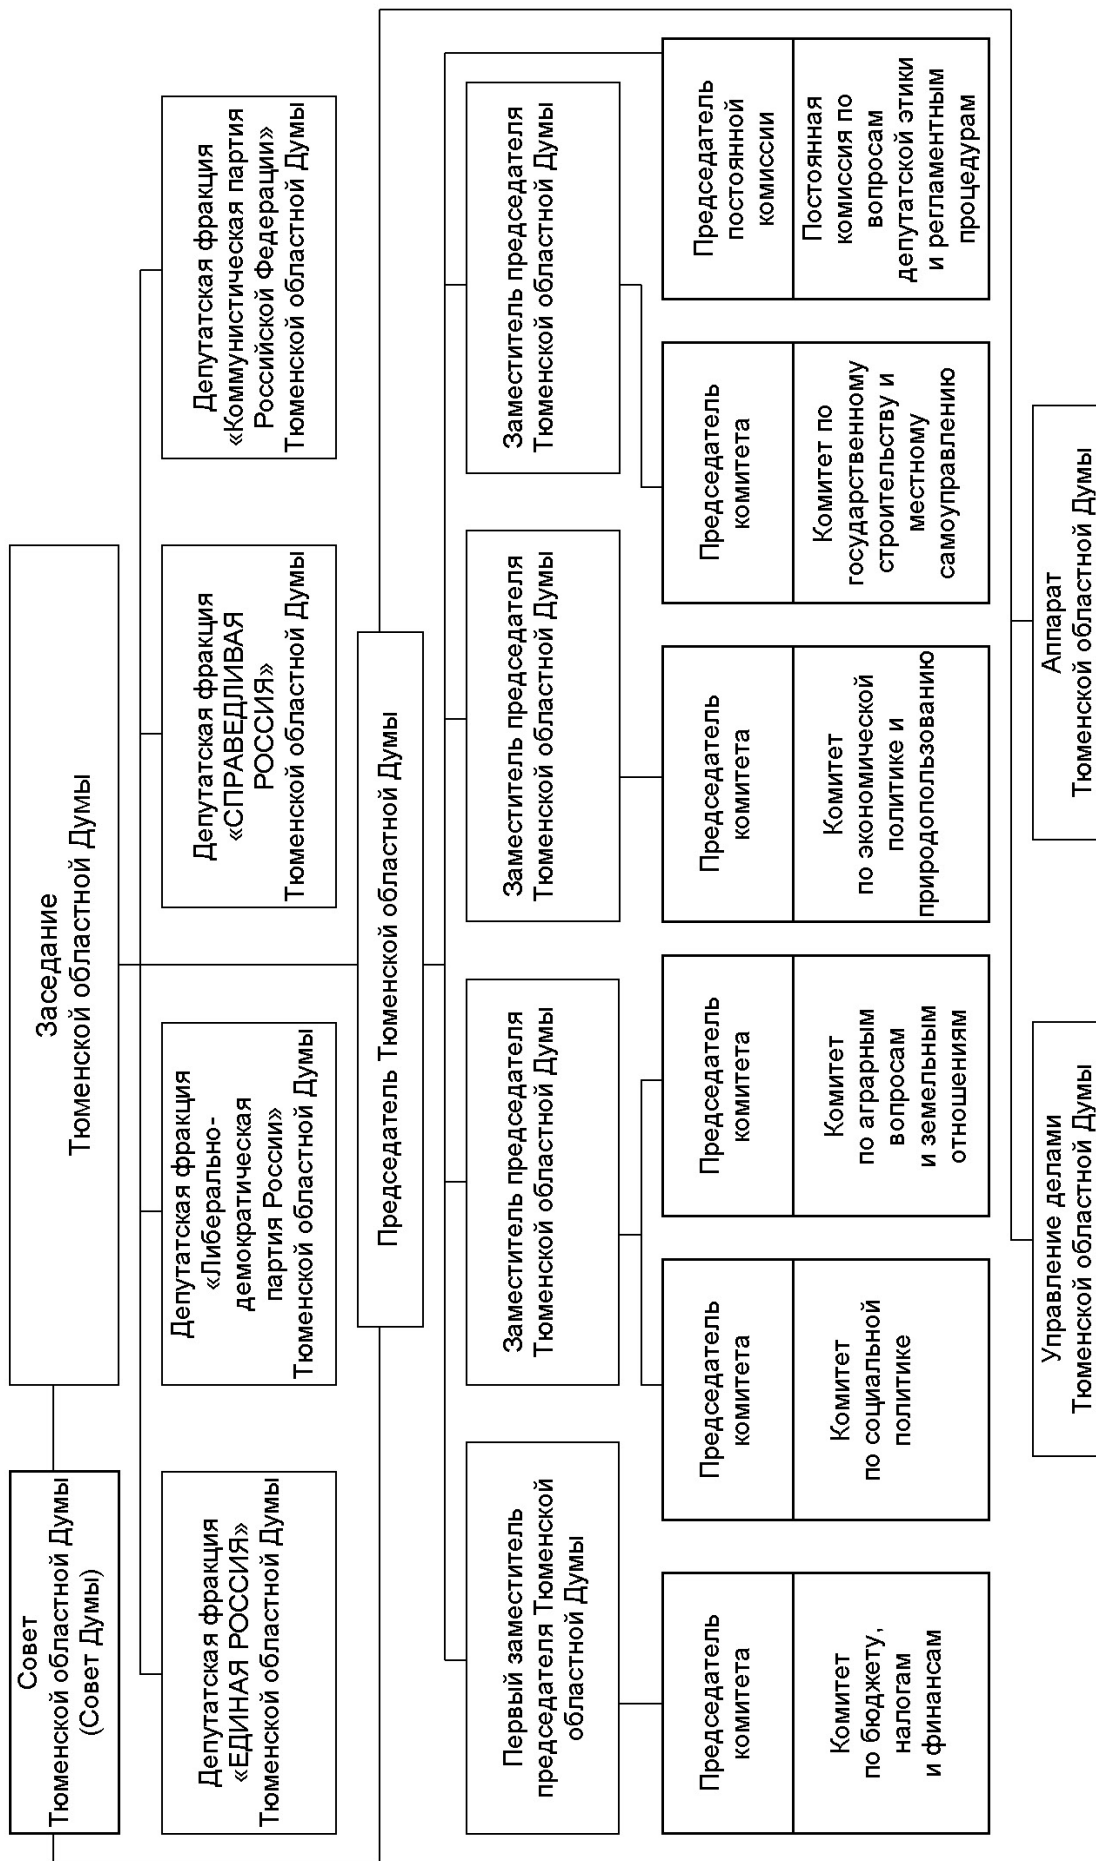 Совет
Тюменской областной Думы
(Совет Думы)
Заседание
Тюменской областной Думы
Депутатская фракция
«ЕДИНАЯ РОССИЯ»
Тюменской областной Думы
Депутатская фракция
«Либерально-
демократическая
партия России»
Тюменской областной Думы
Депутатская фракция
«СПРАВЕДЛИВАЯ
РОССИЯ»
Тюменской областной Думы
Депутатская фракция
«Коммунистическая партия
Российской Федерации»
Тюменской областной Думы
Председатель Тюменской областной Думы
Первый заместитель
председателя Тюменской
областной Думы
Заместитель председателя
Тюменской областной Думы
Заместитель председателя
Тюменской областной Думы
Заместитель председателя
Тюменской областной Думы
Председатель
комитета
Комитет
по бюджету,
налогам
и финансам
Председатель
комитета
Комитет
по социальной
политике
Председатель
комитета
Комитет
по аграрным
вопросам
и земельным
отношениям
Председатель
комитета
Комитет
по экономической
политике и
природопользованию
Председатель
комитета
Комитет по
государственному
строительству и
местному
самоуправлению
Председатель
постоянной
комиссии
Постоянная
комиссия по
вопросам
депутатской этики
и регламентным
процедурам
Управление делами
Тюменской областной Думы
Аппарат
Тюменской областной Думы